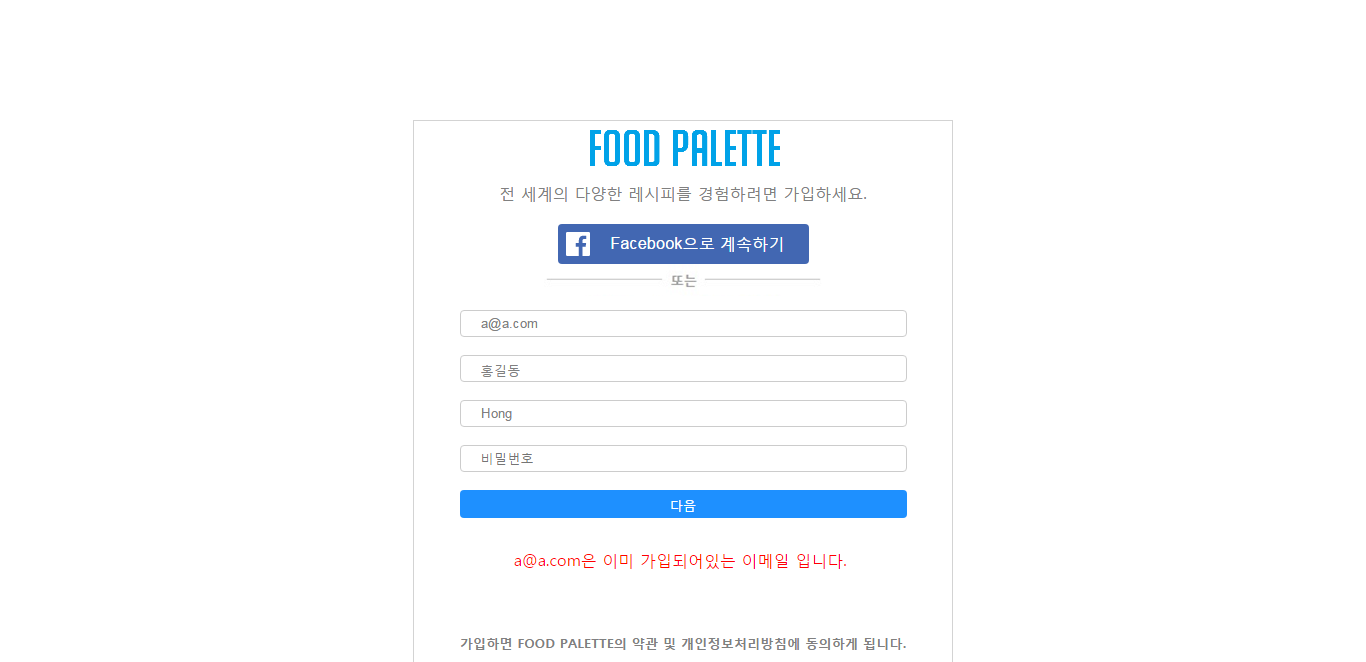 FOOD PALETTE
전 세계의 다양한 레시피를 경험하려면 가입하세요.
Facebook으로 계속하기
또는
a@a.com
홍길동
Hong
비밀번호
다음
a@a.com은 이미 가입되어있는 이메일 입니다.
가입하면 FOOD PALETTE의 약관 및 개인정보처리방침에 동의하게 됩니다.